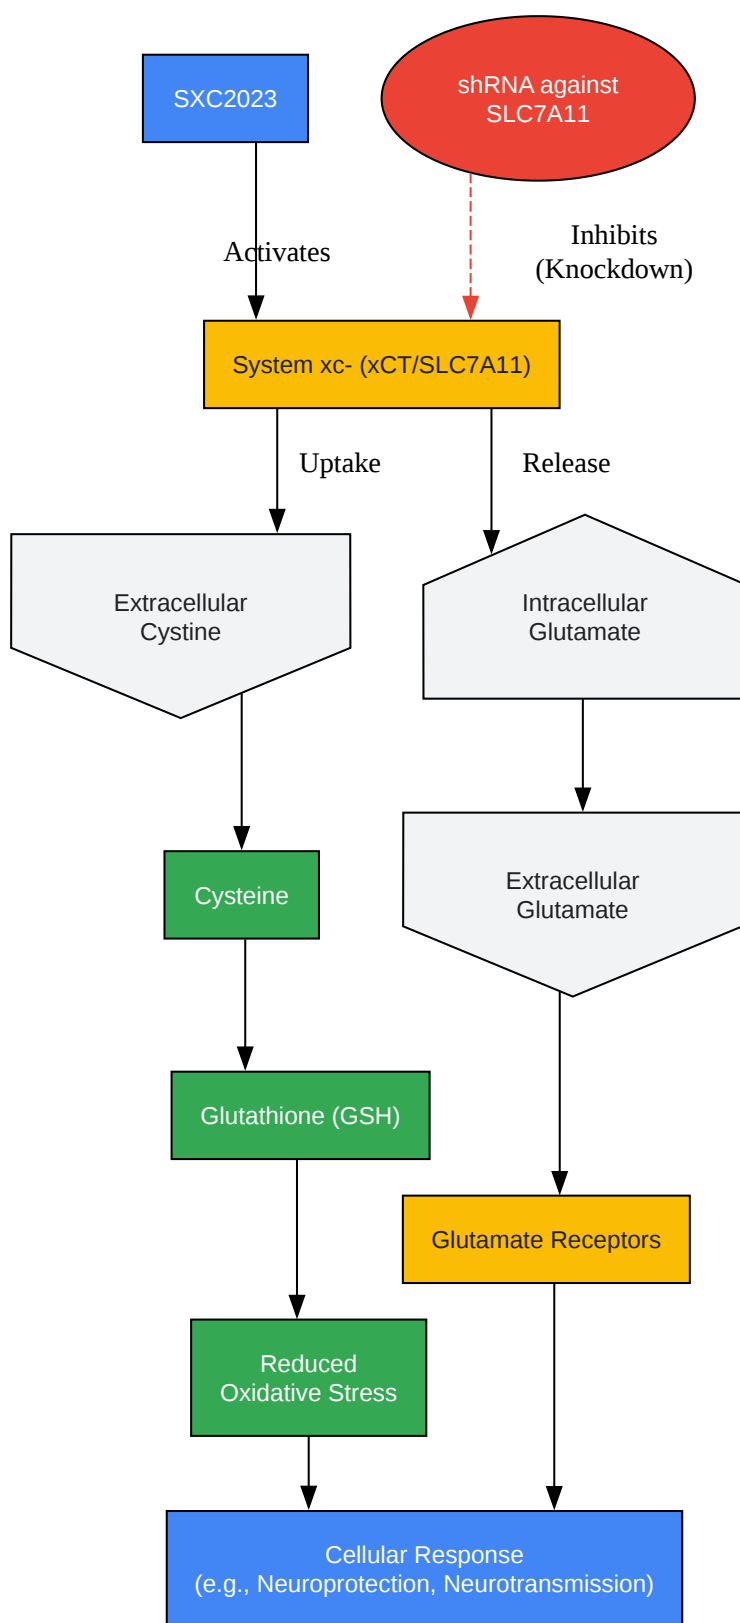 SXC2023
shRNA against
SLC7A11
Activates
Inhibits
(Knockdown)
System xc- (xCT/SLC7A11)
Uptake
Release
Extracellular
Cystine
Intracellular
Glutamate
Extracellular
Glutamate
Cysteine
Glutathione (GSH)
Glutamate Receptors
Reduced
Oxidative Stress
Cellular Response
(e.g., Neuroprotection, Neurotransmission)